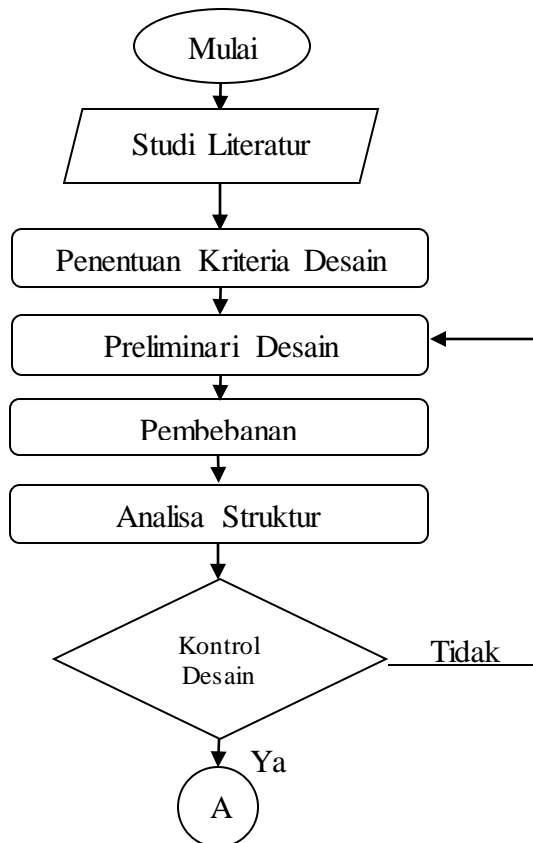 Mulai
Studi Literatur
Penentuan Kriteria Desain
Preliminari Desain
Pembebanan
Analisa Struktur
Kontrol
Desain
Tidak
Ya
A